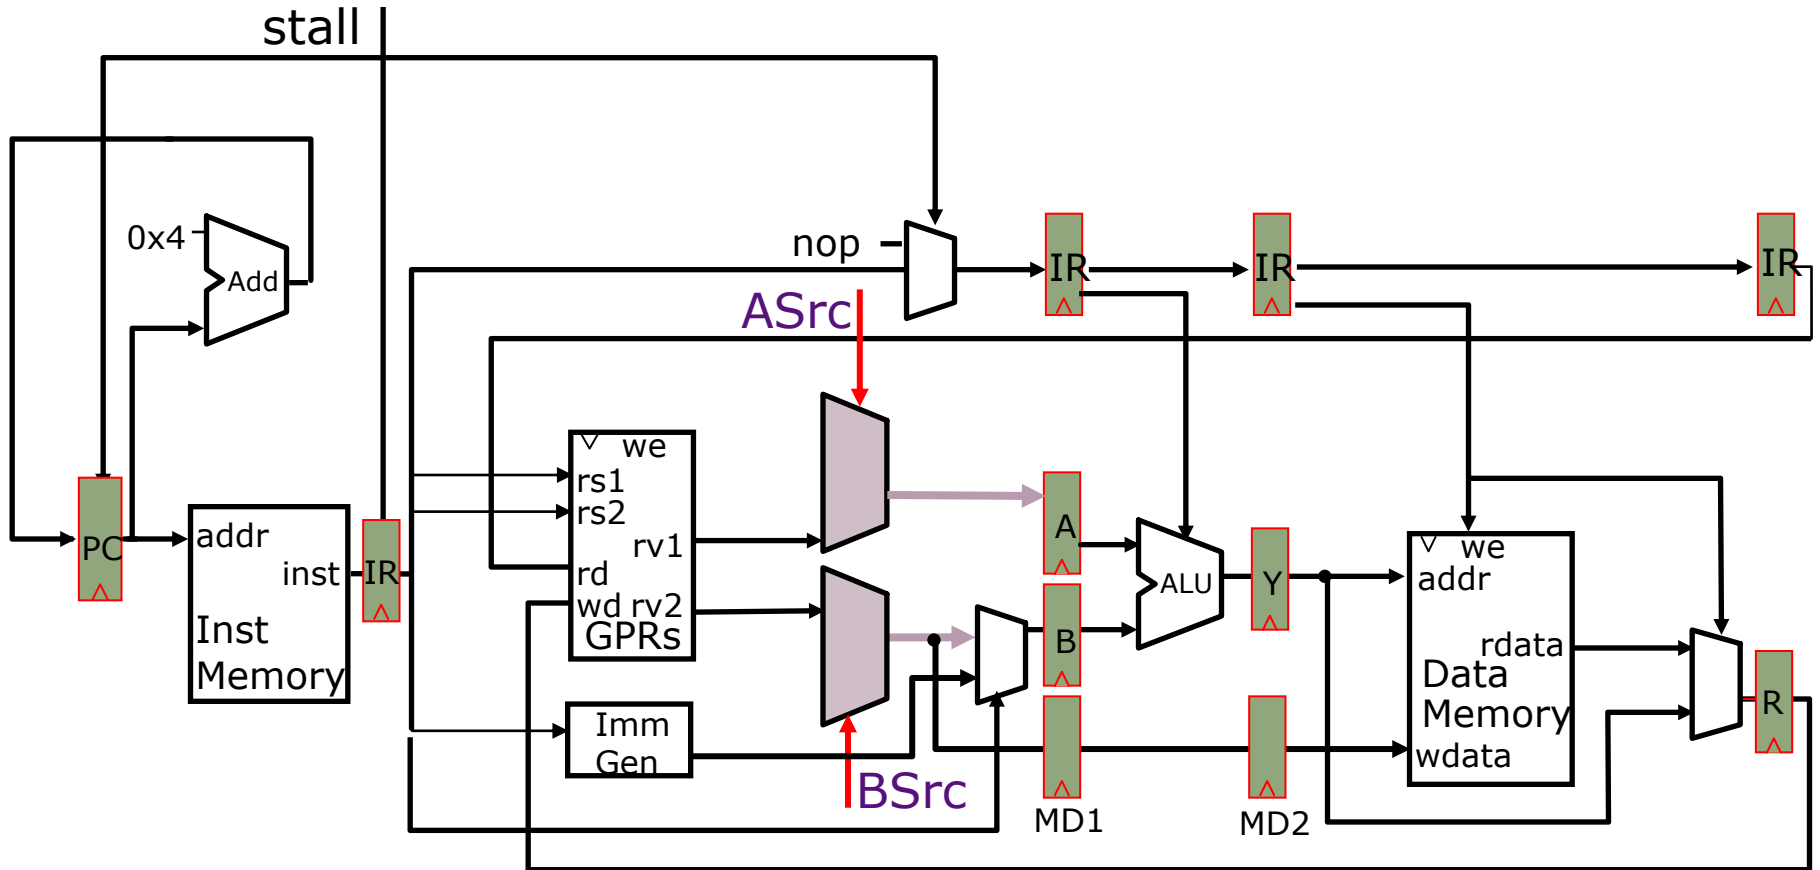 stall
0x4
Add
nop
IR
IR
IR
ASrc
we
rs1
rs2
rv1
rd
wd rv2
GPRs
PC
addr
inst
Inst
Memory
IR
A
B
ALU
Y
we
addr
rdata
Data
Memory
wdata
R
Imm
Gen
BSrc
MD1
MD2